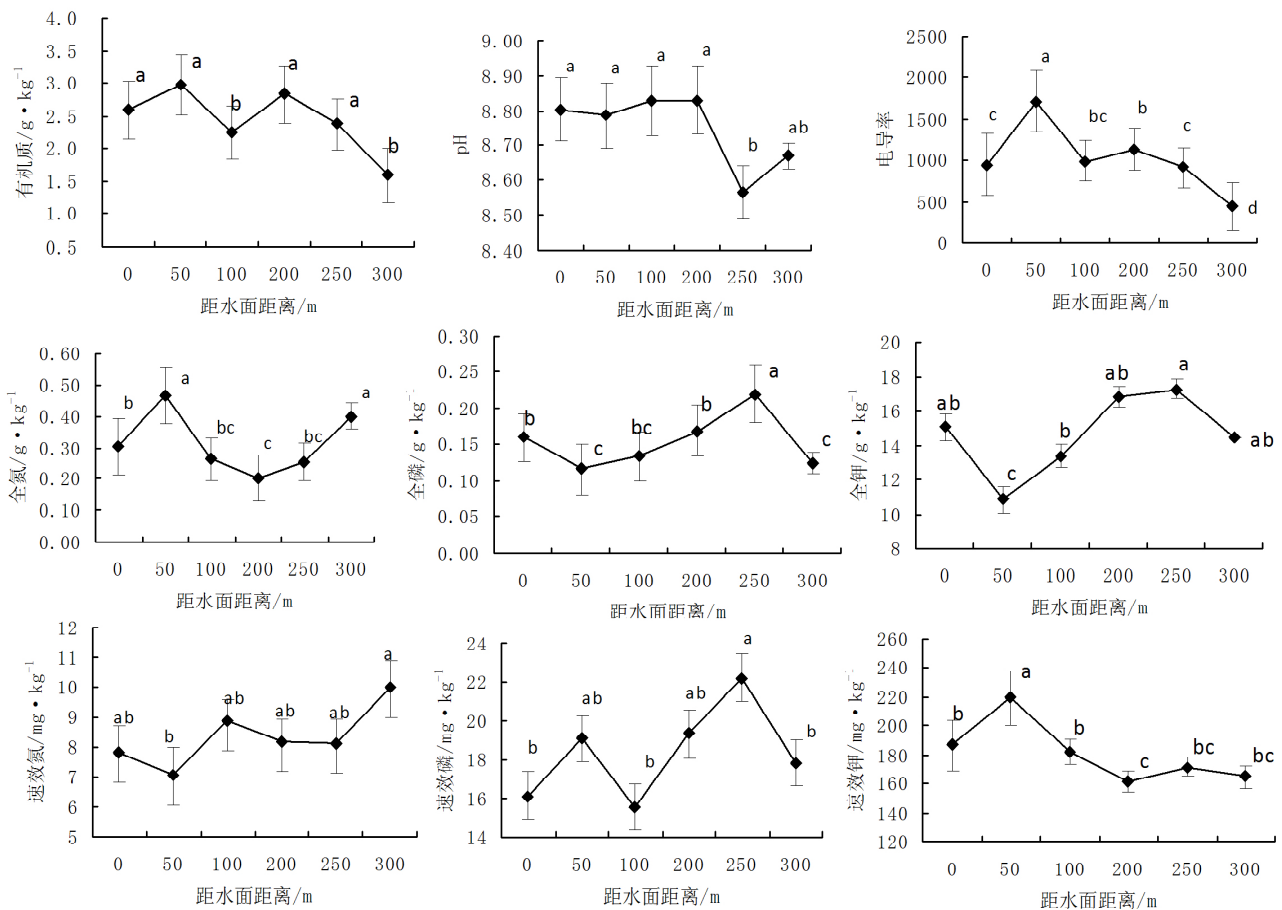 有机质/g·kg⁻¹
4.0
3.5
3.0
2.5
2.0
1.5
1.0
0.5
a
a
b
a
a
b
0 50 100 200 250 300
距水面距离/m
pH
9.00
8.90
8.80
8.70
8.60
8.50
8.40
a
a
a
a
b
ab
0 50 100 200 250 300
距水面距离/m
电导率
2500
2000
1500
1000
500
0
c
a
bc
b
c
d
0 50 100 200 250 300
距水面距离/m
全氮/g·kg⁻¹
0.60
0.50
0.40
0.30
0.20
0.10
0.00
b
a
bc
c
bc
a
0 50 100 200 250 300
距水面距离/m
全磷/g·kg⁻¹
0.30
0.25
0.20
0.15
0.10
0.05
0.00
b
c
bc
b
a
c
0 50 100 200 250 300
距水面距离/m
全钾/g·kg⁻¹
20
18
16
14
12
10
8
ab
c
b
ab
a
ab
0 50 100 200 250 300
距水面距离/m
速效氮/mg·kg⁻¹
12
11
10
9
8
7
6
5
ab
b
ab
ab
ab
a
0 50 100 200 250 300
距水面距离/m
速效磷/mg·kg⁻¹
24
22
20
18
16
14
b
ab
b
ab
a
b
0 50 100 200 250 300
距水面距离/m
速效钾/mg·kg⁻¹
260
240
220
200
180
160
140
120
b
a
b
c
bc
bc
0 50 100 200 250 300
距水面距离/m